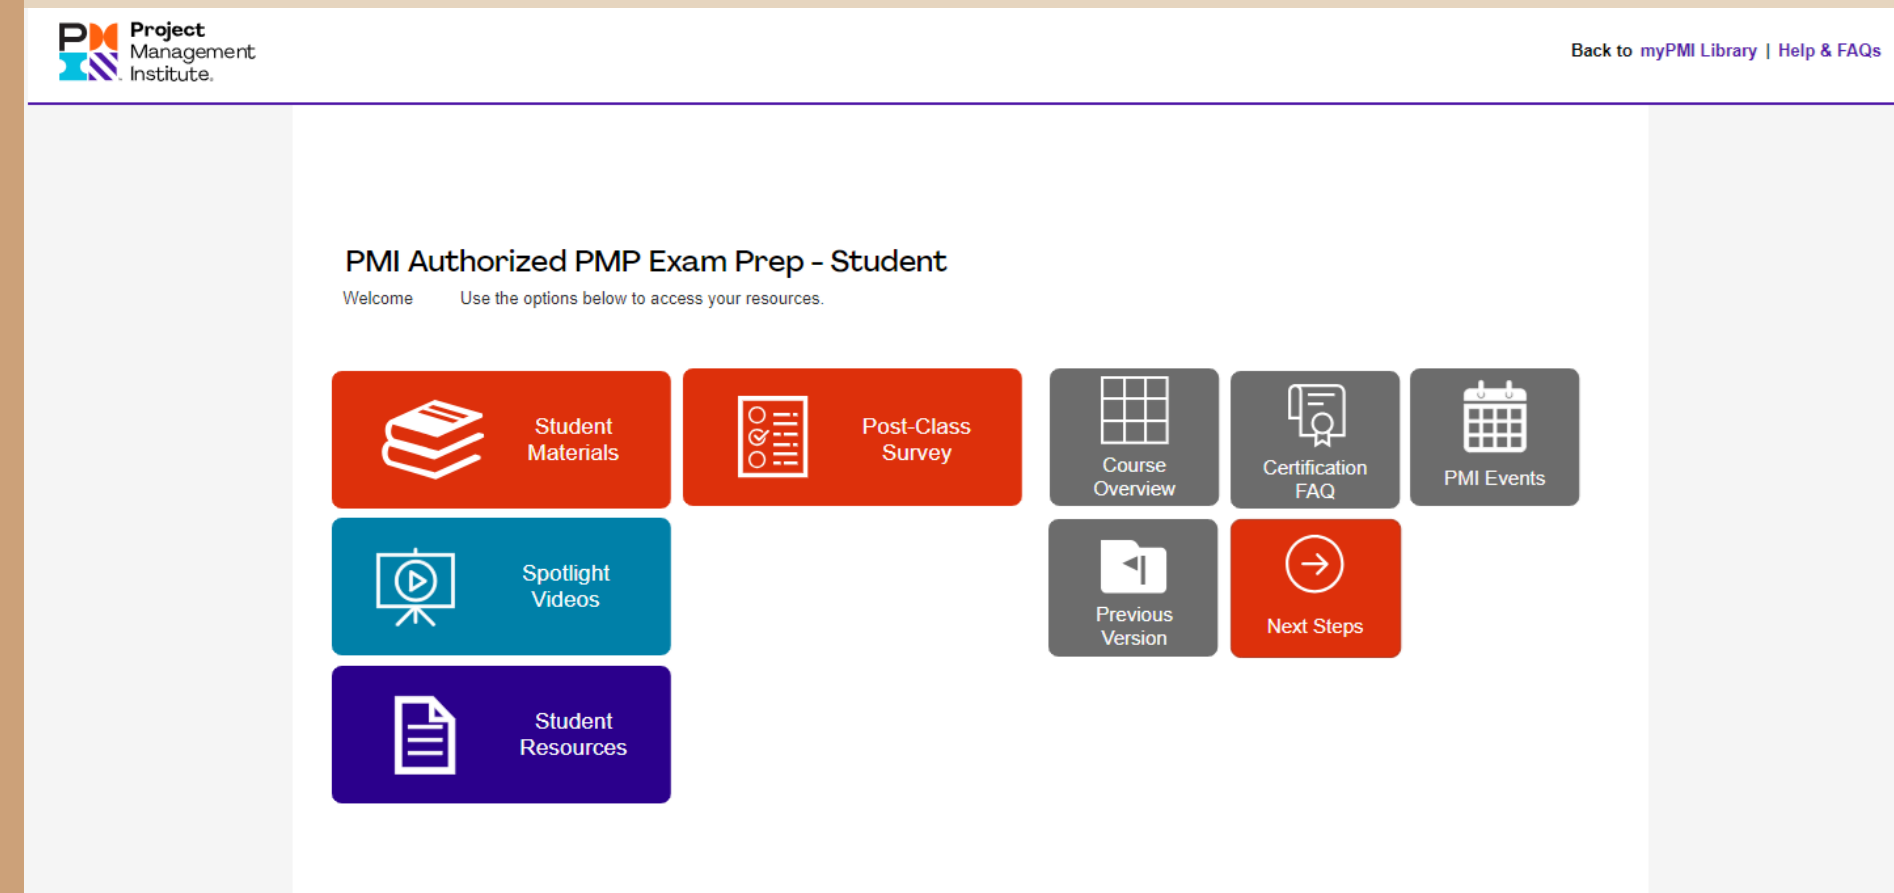 Project
Management
Institute.
Back to myPMI Library | Help & FAQs
PMI Authorized PMP Exam Prep - Student
Welcome Use the options below to access your resources.
Student
Materials
Post-Class
Survey
Course
Overview
Certification
FAQ
PMI Events
Spotlight
Videos
Previous
Version
Next Steps
Student
Resources